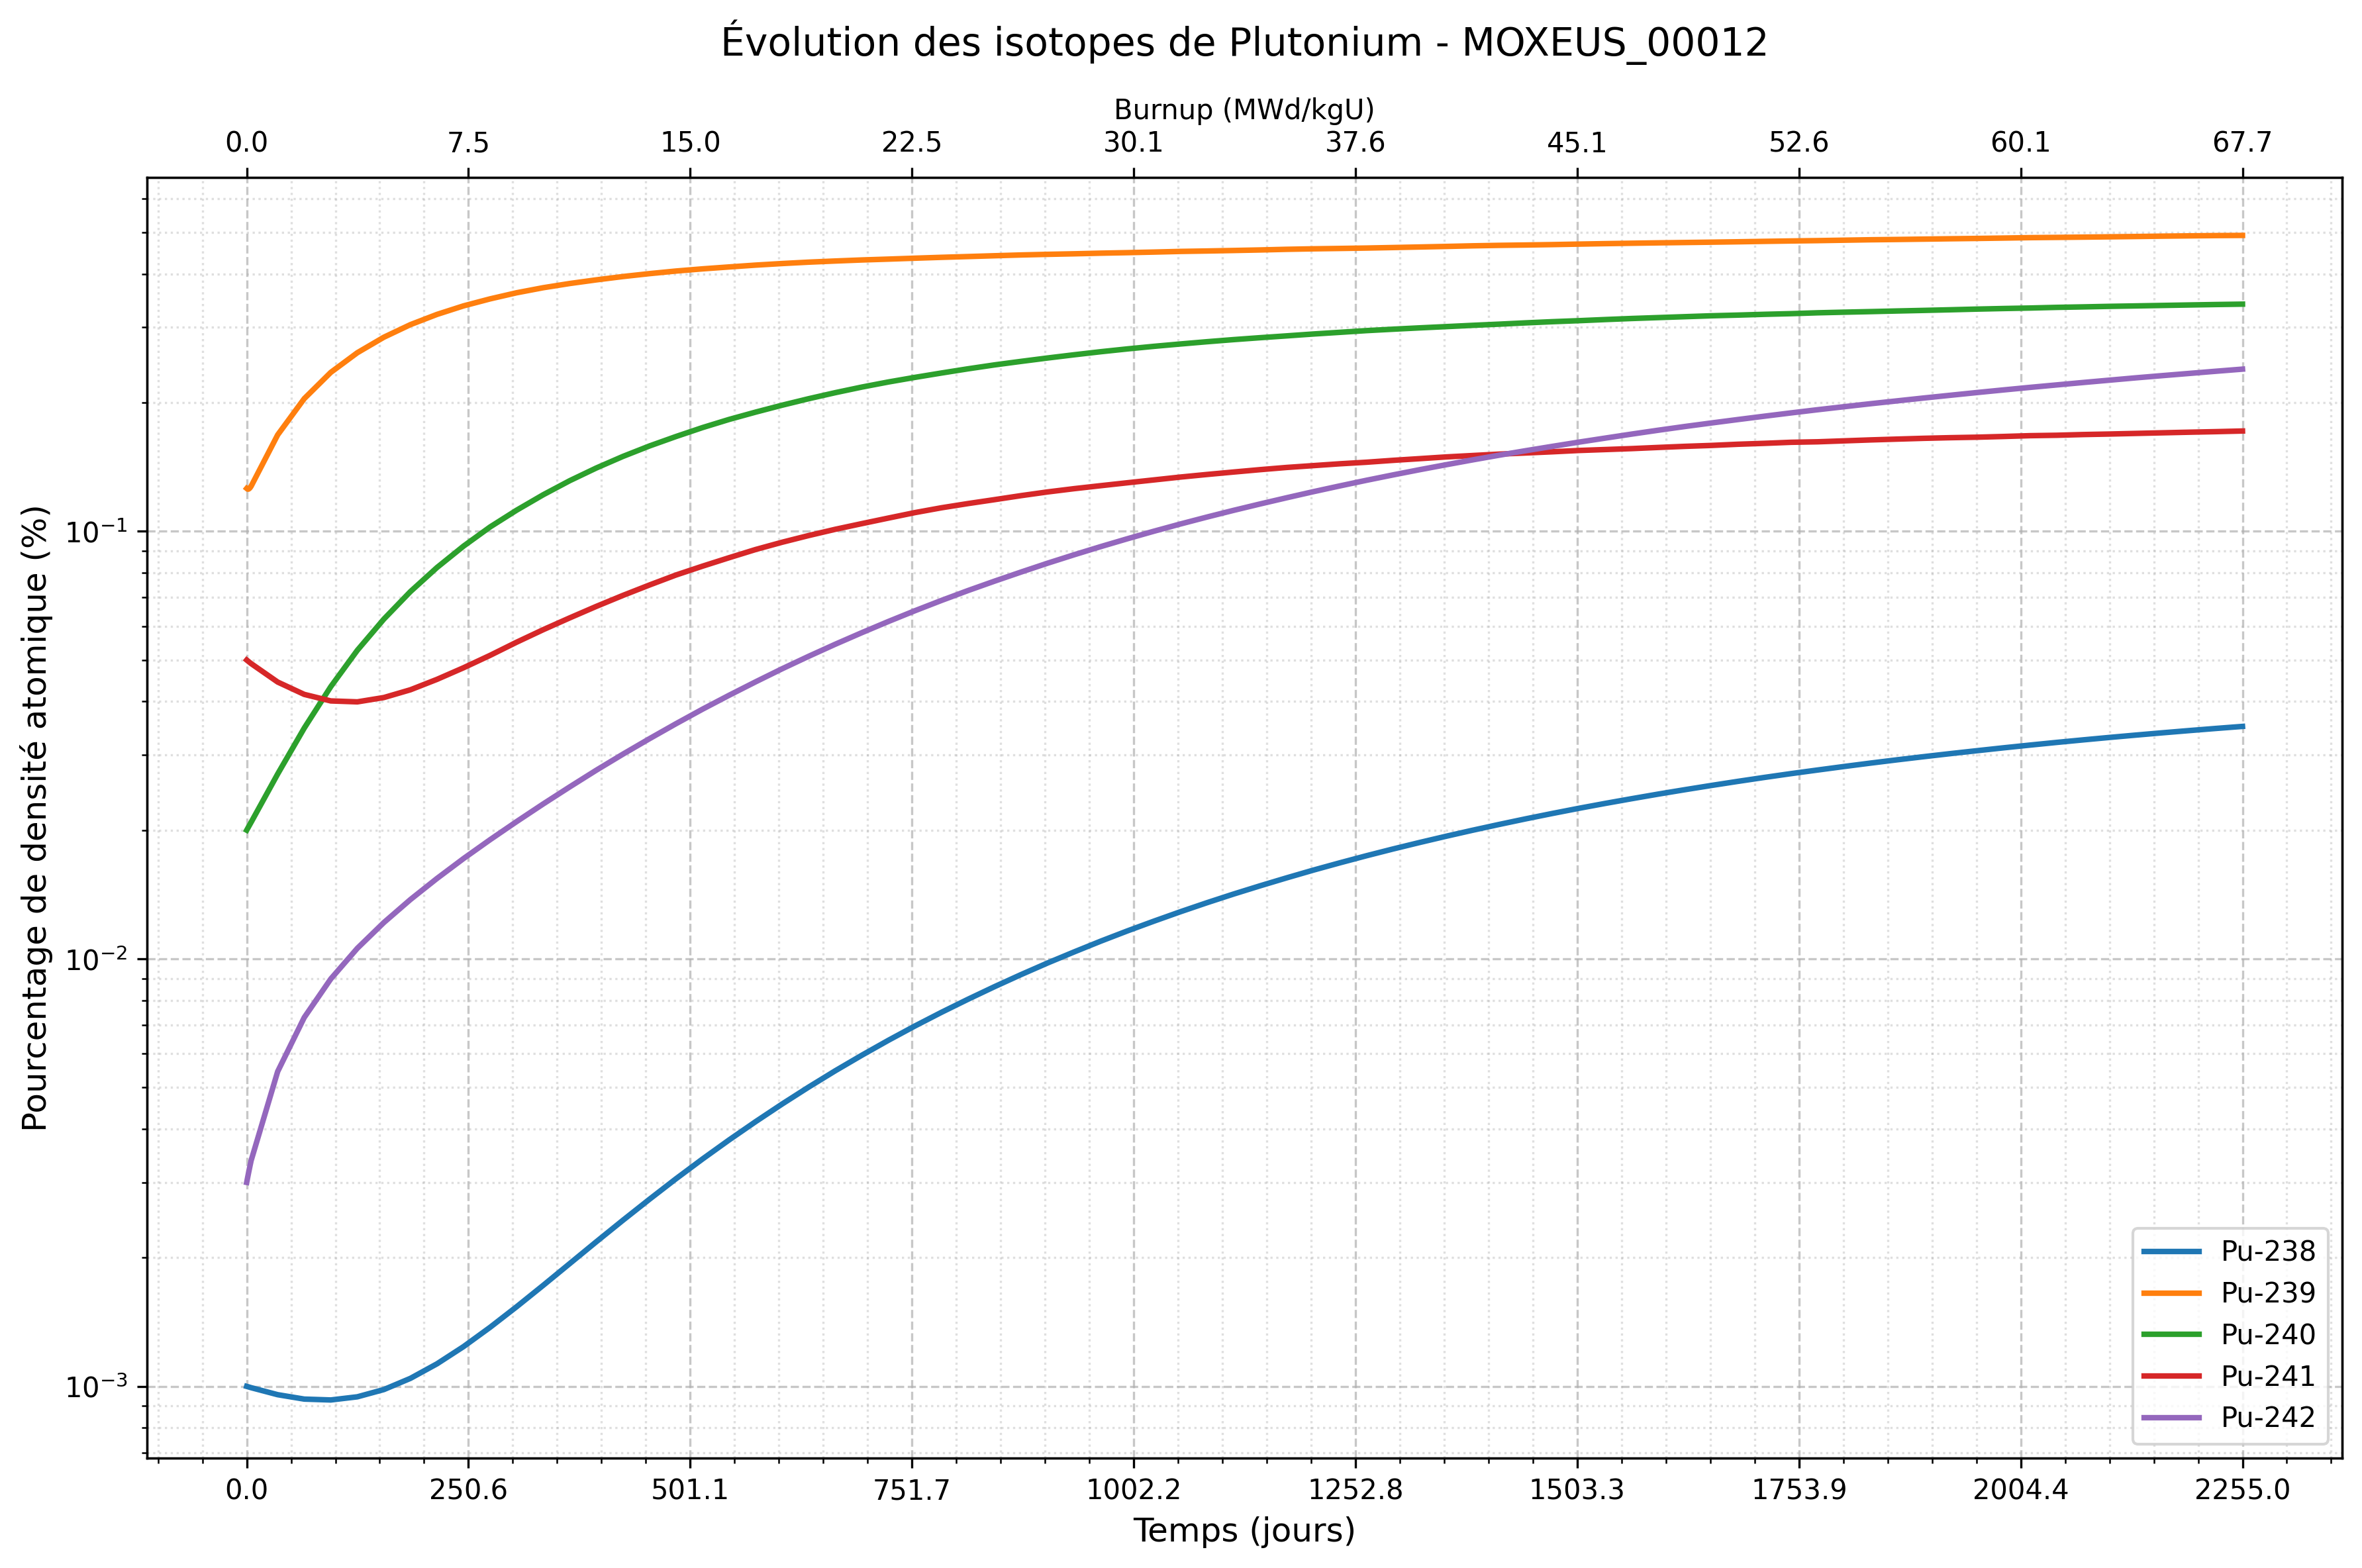 Évolution des isotopes de Plutonium - MOXEUS_00012
Burnup (MWd/kgU)
0.0 7.5 15.0 22.5 30.1 37.6 45.1 52.6 60.1 67.7
Pourcentage de densité atomique (%)
10⁻¹
10⁻²
10⁻³
Pu-238
Pu-239
Pu-240
Pu-241
Pu-242
0.0 250.6 501.1 751.7 1002.2 1252.8 1503.3 1753.9 2004.4 2255.0
Temps (jours)